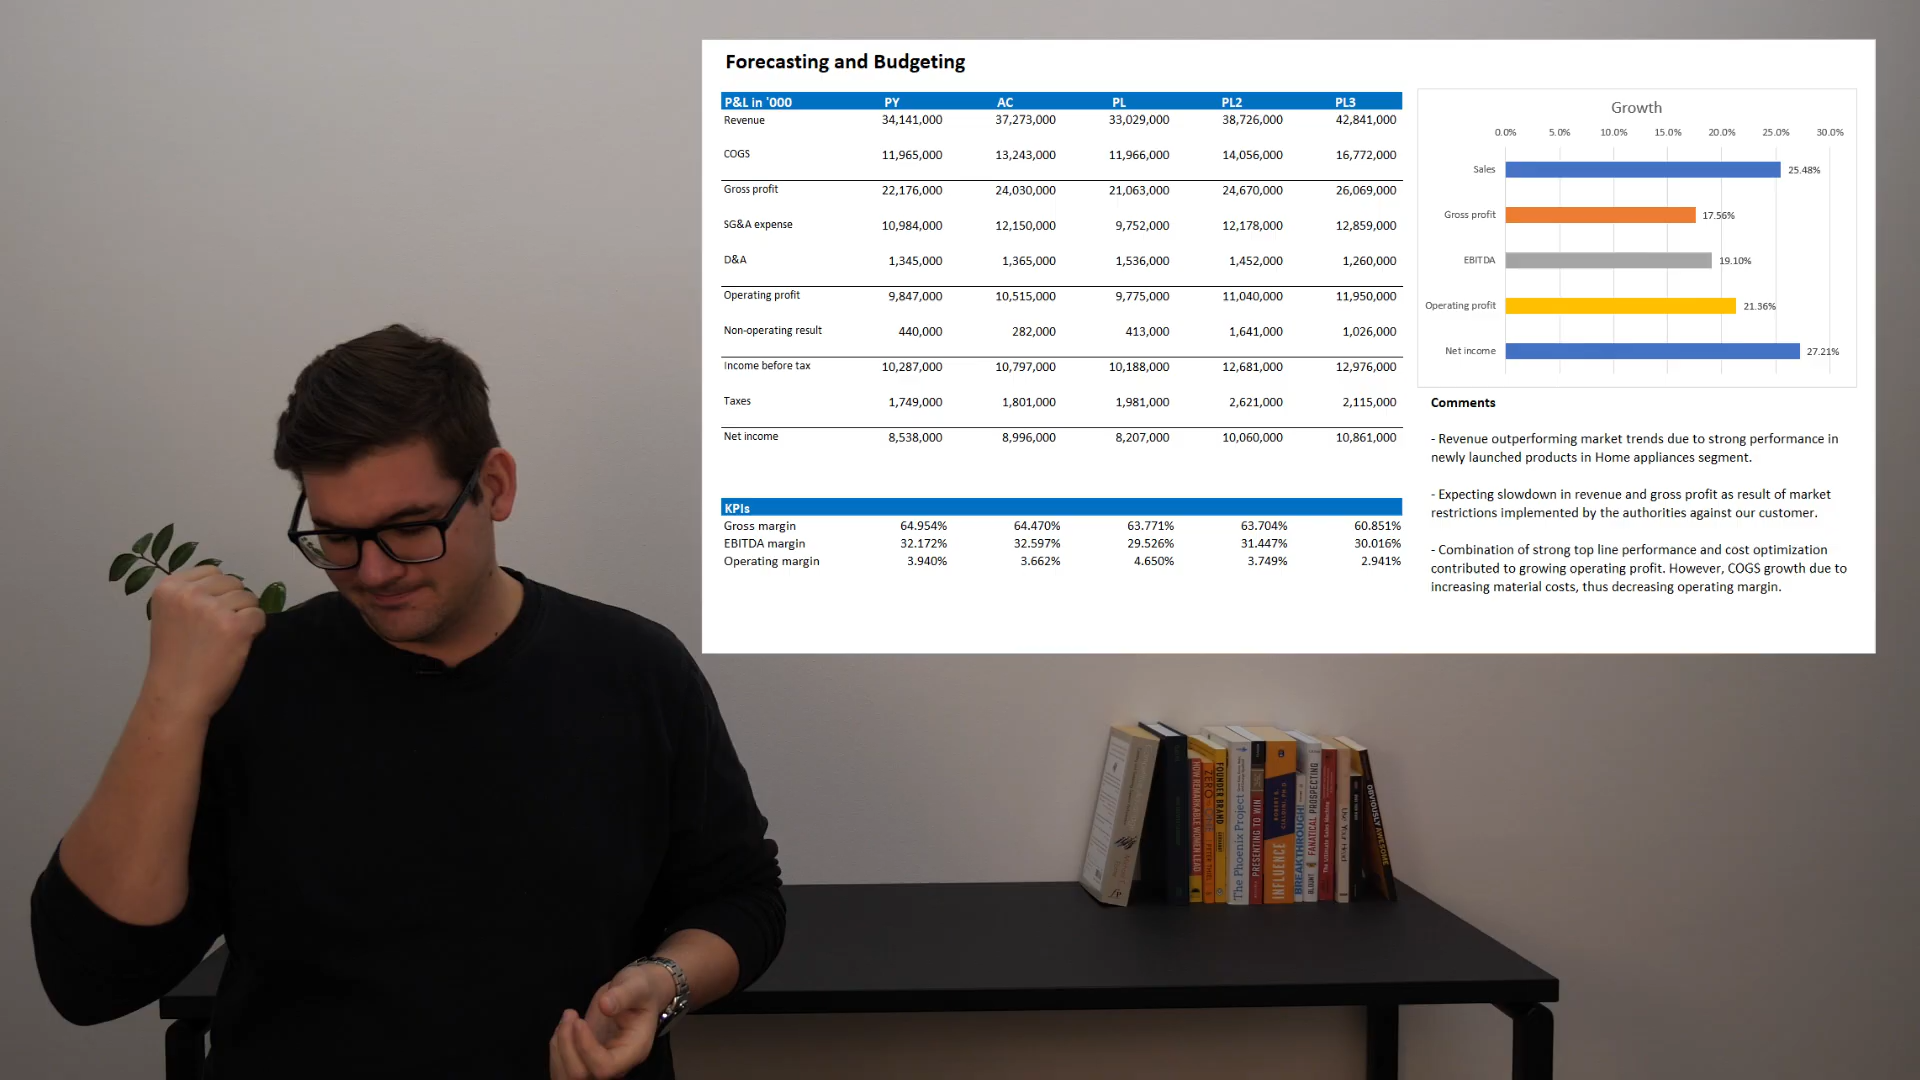 Forecasting and Budgeting
P&L in '000 PY AC PL PL2 PL3
Revenue 34,141,000 37,273,000 33,029,000 38,726,000 42,841,000
COGS 11,965,000 13,243,000 11,966,000 14,056,000 16,772,000
Gross profit 22,176,000 24,030,000 21,063,000 24,670,000 26,069,000
SG&A expense 10,984,000 12,150,000 9,752,000 12,178,000 12,859,000
D&A 1,345,000 1,365,000 1,536,000 1,452,000 1,260,000
Operating profit 9,847,000 10,515,000 9,775,000 11,040,000 11,950,000
Non-operating result 440,000 282,000 413,000 1,641,000 1,026,000
Income before tax 10,287,000 10,797,000 10,188,000 12,681,000 12,976,000
Taxes 1,749,000 1,801,000 1,981,000 2,621,000 2,115,000
Net income 8,538,000 8,996,000 8,207,000 10,060,000 10,861,000
KPIs
Gross margin 64.954% 64.470% 63.771% 63.704% 60.851%
EBITDA margin 32.172% 32.597% 29.526% 31.447% 30.016%
Operating margin 3.940% 3.662% 4.650% 3.749% 2.941%
Growth
0.0% 5.0% 10.0% 15.0% 20.0% 25.0% 30.0%
Sales 25.48%
Gross profit 17.56%
EBITDA 19.10%
Operating profit 21.36%
Net income 27.21%
Comments
- Revenue outperforming market trends due to strong performance in
newly launched products in Home appliances segment.
- Expecting slowdown in revenue and gross profit as result of market
restrictions implemented by the authorities against our customer.
- Combination of strong top line performance and cost optimization
contributed to growing operating profit. However, COGS growth due to
increasing material costs, thus decreasing operating margin.
HOW REMARKABLE WOMEN LEAD
ZERO
FOUNDER BRAND
The Phoenix Project
PRESENTING TO WIN
INFLUENCE
BREAKTHROUGH
BLOUNT FANATICAL PROSPECTING
The Ultimate Sales Machine
OBVIOUSLY AWESOME